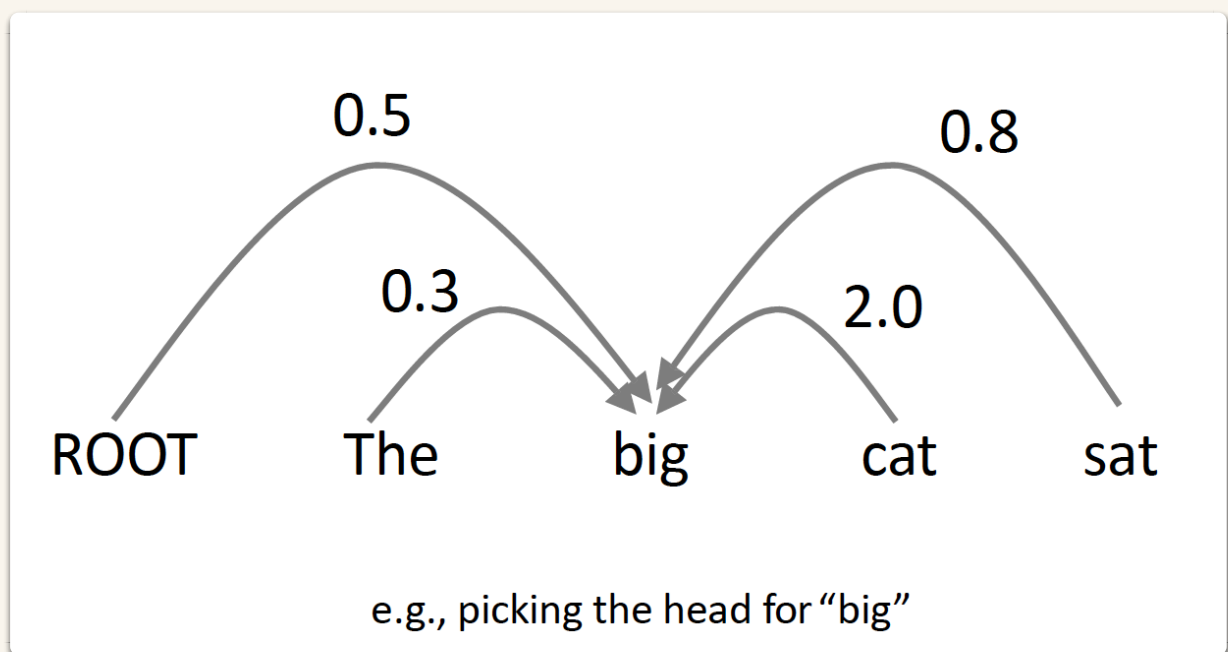 0.5
0.8
0.3
2.0
ROOT The big cat sat
e.g., picking the head for “big”